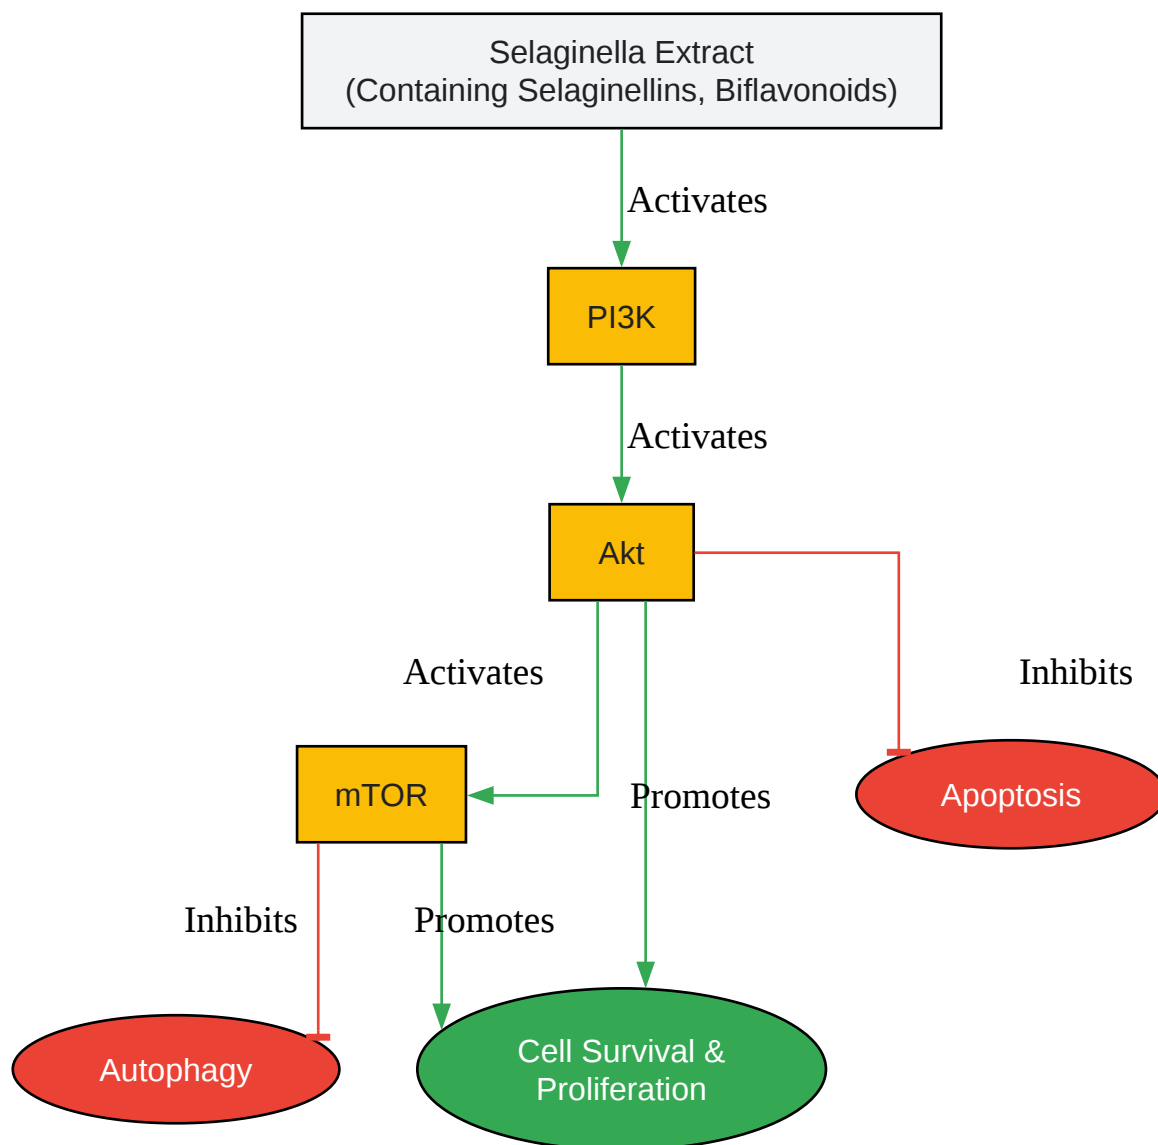 Selaginella Extract
(Containing Selaginellins, Biflavonoids)
Activates
PI3K
Activates
Akt
Activates
Inhibits
mTOR
Promotes
Apoptosis
Inhibits
Promotes
Autophagy
Cell Survival &
Proliferation